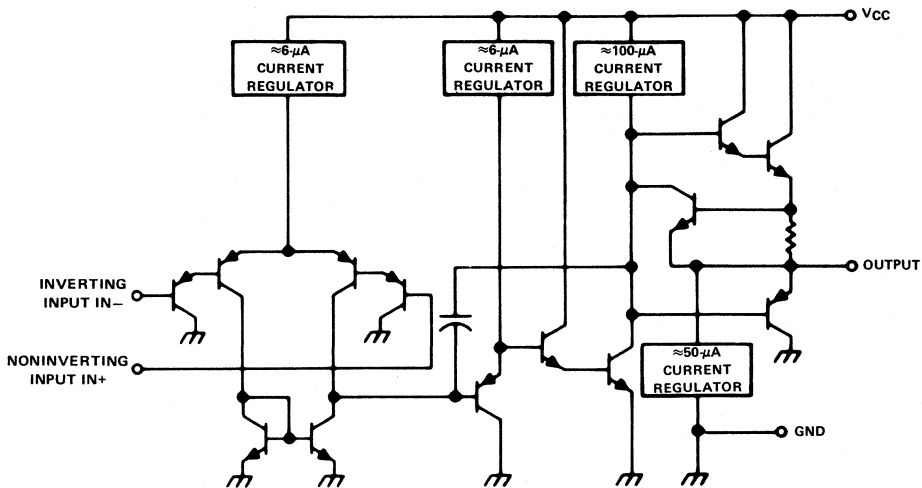 VCC
≈6-μA
CURRENT
REGULATOR
≈6-μA
CURRENT
REGULATOR
≈100-μA
CURRENT
REGULATOR
INVERTING
INPUT IN−
OUTPUT
NONINVERTING
INPUT IN+
≈50-μA
CURRENT
REGULATOR
GND